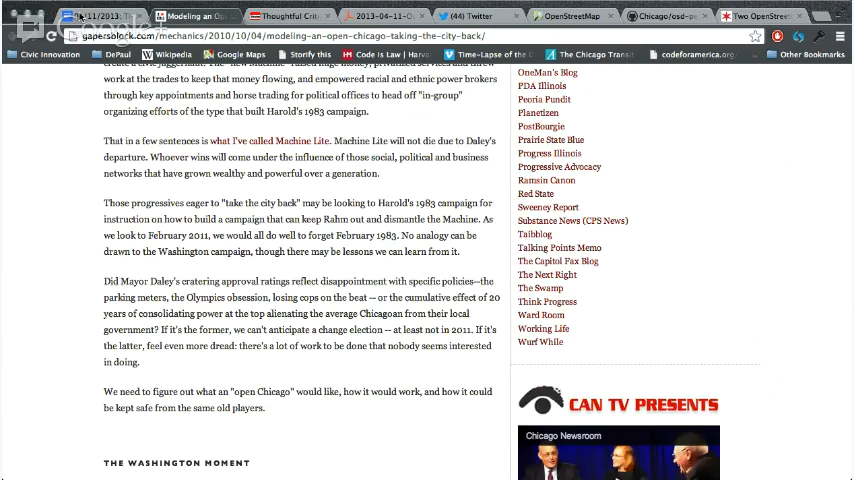 Modeling an Op
Thoughtful Crit
2013-04-11-O
(44) Twitter
OpenStreetMap
Chicago/osd-pe
Two OpenStree
gapersblock.com/mechanics/2010/10/04/modeling-an-open-chicago-taking-the-city-back/
Civic Innovation
DePaul
Wikipedia
Google Maps
Storify this
Code is Law | Harvar
Time-Lapse of the C
The Chicago Transit
codeforamerica.org
Other Bookmarks
work at the trades to keep that money flowing, and empowered racial and ethnic power brokers
through key appointments and horse trading for political offices to head off "in-group"
organizing efforts of the type that built Harold's 1983 campaign.
That in a few sentences is what I've called Machine Lite. Machine Lite will not die due to Daley's
departure. Whoever wins will come under the influence of those social, political and business
networks that have grown wealthy and powerful over a generation.
Those progressives eager to "take the city back" may be looking to Harold's 1983 campaign for
instruction on how to build a campaign that can keep Rahm out and dismantle the Machine. As
we look to February 2011, we would all do well to forget February 1983. No analogy can be
drawn to the Washington campaign, though there may be lessons we can learn from it.
Did Mayor Daley's cratering approval ratings reflect disappointment with specific policies--the
parking meters, the Olympics obsession, losing cops on the beat -- or the cumulative effect of 20
years of consolidating power at the top alienating the average Chicagoan from their local
government? If it's the former, we can't anticipate a change election -- at least not in 2011. If it's
the latter, feel even more dread: there's a lot of work to be done that nobody seems interested
in doing.
We need to figure out what an "open Chicago" would like, how it would work, and how it could
be kept safe from the same old players.
THE WASHINGTON MOMENT
OneMan's Blog
PDA Illinois
Peoria Pundit
Planetizen
PostBourgie
Prairie State Blue
Progress Illinois
Progressive Advocacy
Ramsin Canon
Red State
Sweeney Report
Substance News (CPS News)
Taibblog
Talking Points Memo
The Capitol Fax Blog
The Next Right
The Swamp
Think Progress
Ward Room
Working Life
Wurf While
CAN TV PRESENTS
Chicago Newsroom